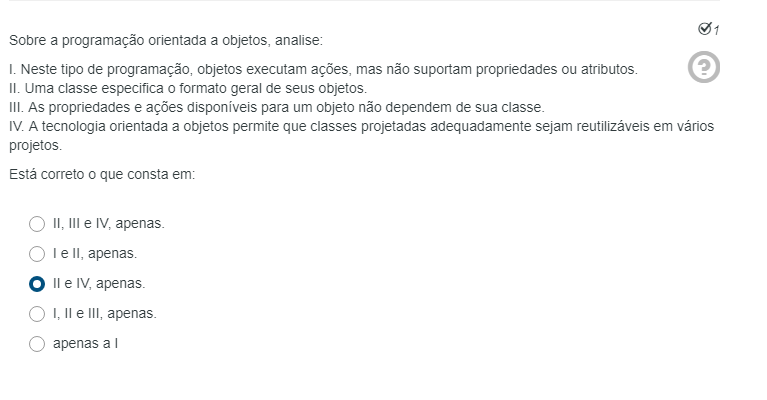 1
Sobre a programação orientada a objetos, analise:
I. Neste tipo de programação, objetos executam ações, mas não suportam propriedades ou atributos.
II. Uma classe especifica o formato geral de seus objetos.
III. As propriedades e ações disponíveis para um objeto não dependem de sua classe.
IV. A tecnologia orientada a objetos permite que classes projetadas adequadamente sejam reutilizáveis em vários
projetos.
Está correto o que consta em:
II, III e IV, apenas.
I e II, apenas.
II e IV, apenas.
I, II e III, apenas.
apenas a I